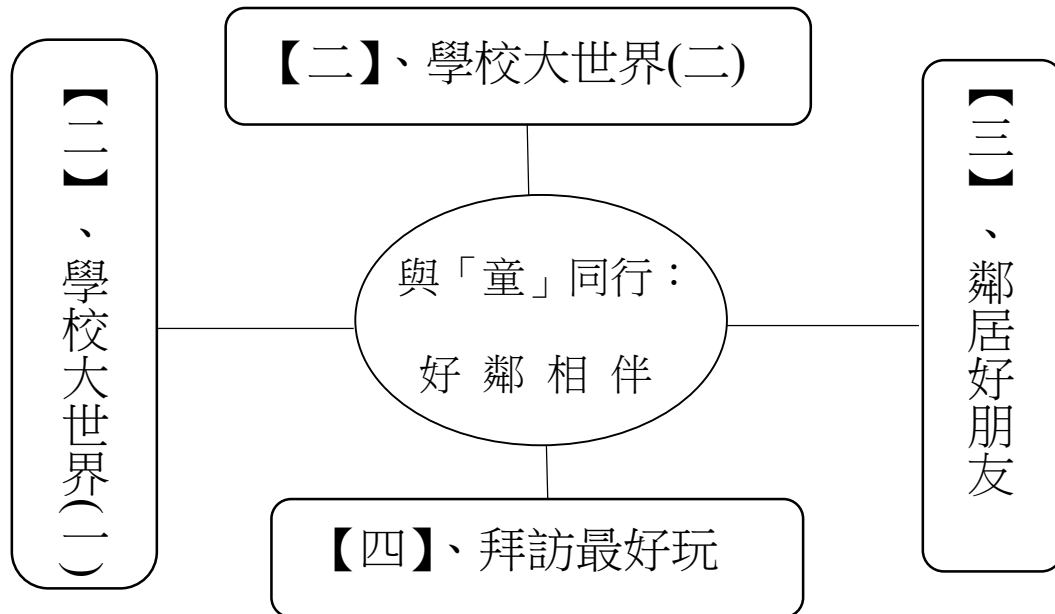 【二】、學校大世界(二)
【二】、學校大世界(一)
與「童」同行：
好 鄰 相 伴
【三】、鄰居好朋友
【四】、拜訪最好玩